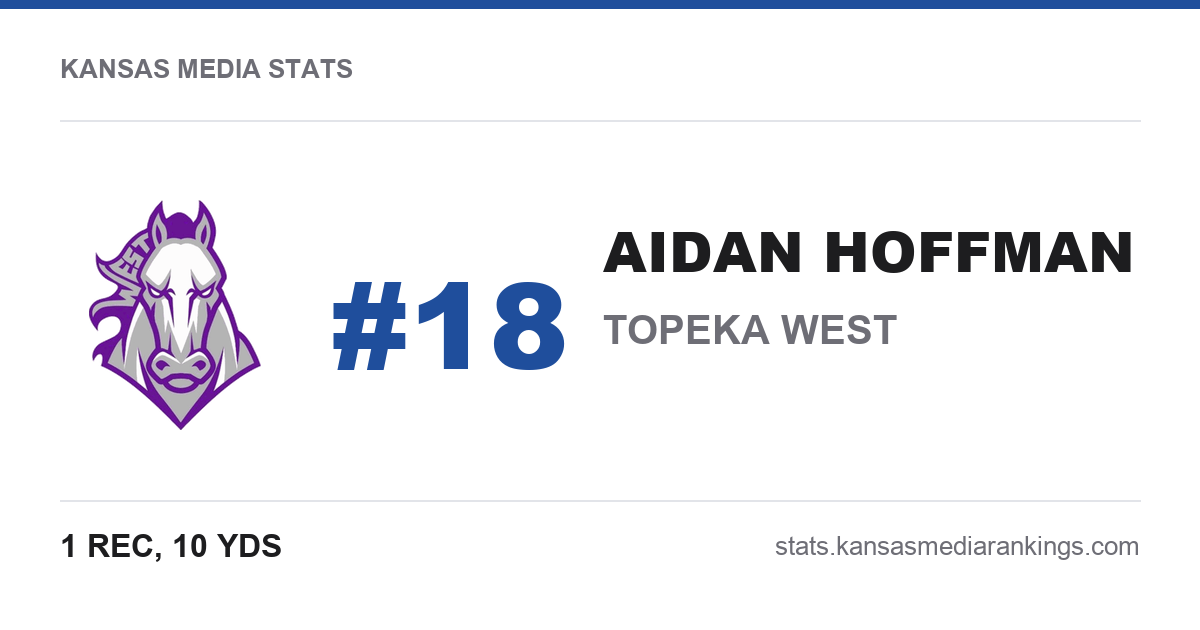 KANSAS MEDIA STATS
WEST
#18
AIDAN HOFFMAN
TOPEKA WEST
1 REC, 10 YDS
stats.kansasmediarankings.com